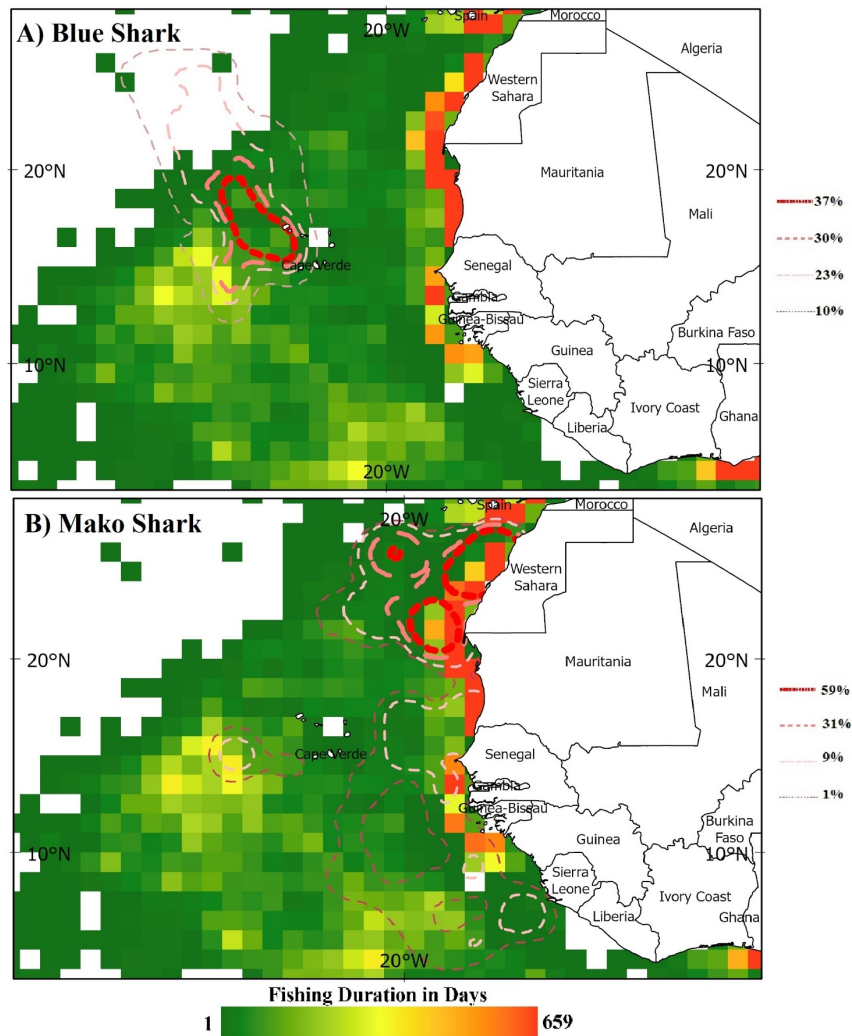 A) Blue Shark
20°W
Spain
Morocco
Algeria
Western
Sahara
20°N
Mauritania
20°N
Mali
37%
30%
23%
10%
Cape Verde
Senegal
Gambia
Guinea-Bissau
Burkina Faso
Guinea
10°N
10°N
Sierra
Leone
Ivory Coast
Ghana
Liberia
20°W
B) Mako Shark
20°W
Spain
Morocco
Algeria
Western
Sahara
20°N
Mauritania
20°N
Mali
59%
31%
9%
1%
Cape Verde
Senegal
Gambia
Guinea-Bissau
Burkina
Faso
Guinea
10°N
10°N
Sierra
Leone
Ivory Coast
Ghana
Liberia
20°W
Fishing Duration in Days
1
659